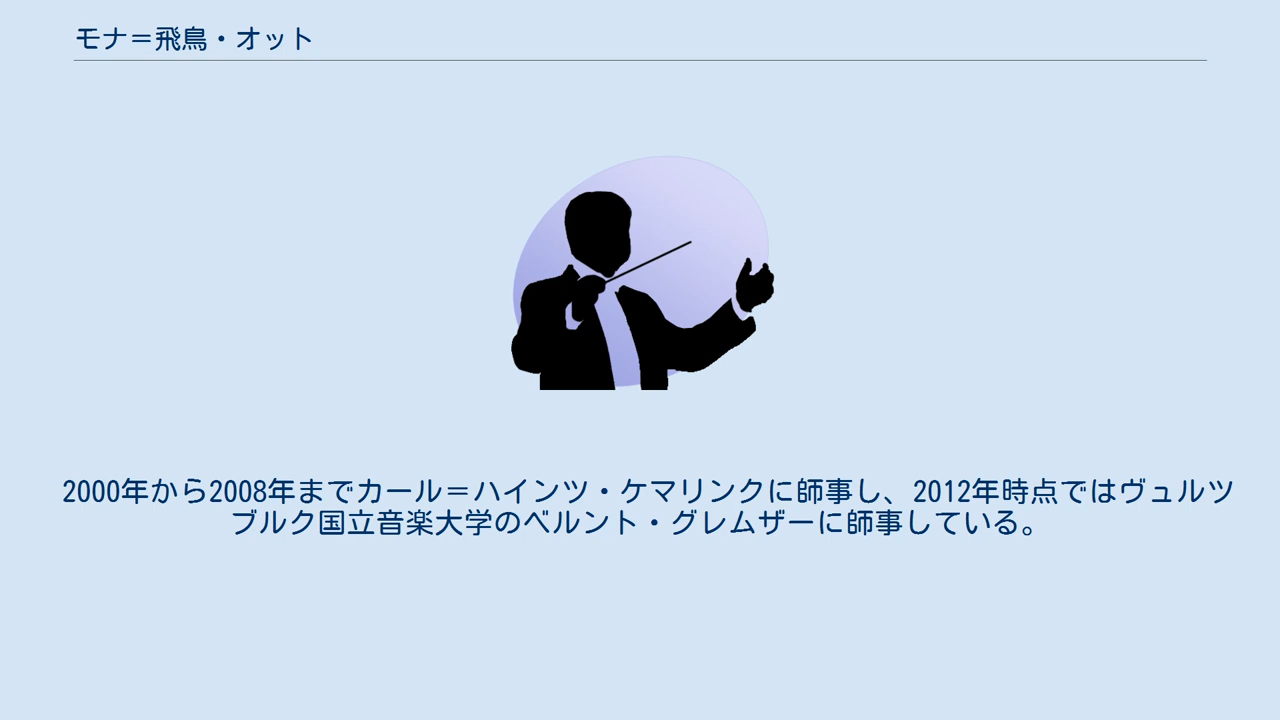 モナ＝飛鳥・オット
2000年から2008年までカール＝ハインツ・ケマリンクに師事し、2012年時点ではヴュルツ
ブルク国立音楽大学のベルント・グレムザーに師事している。